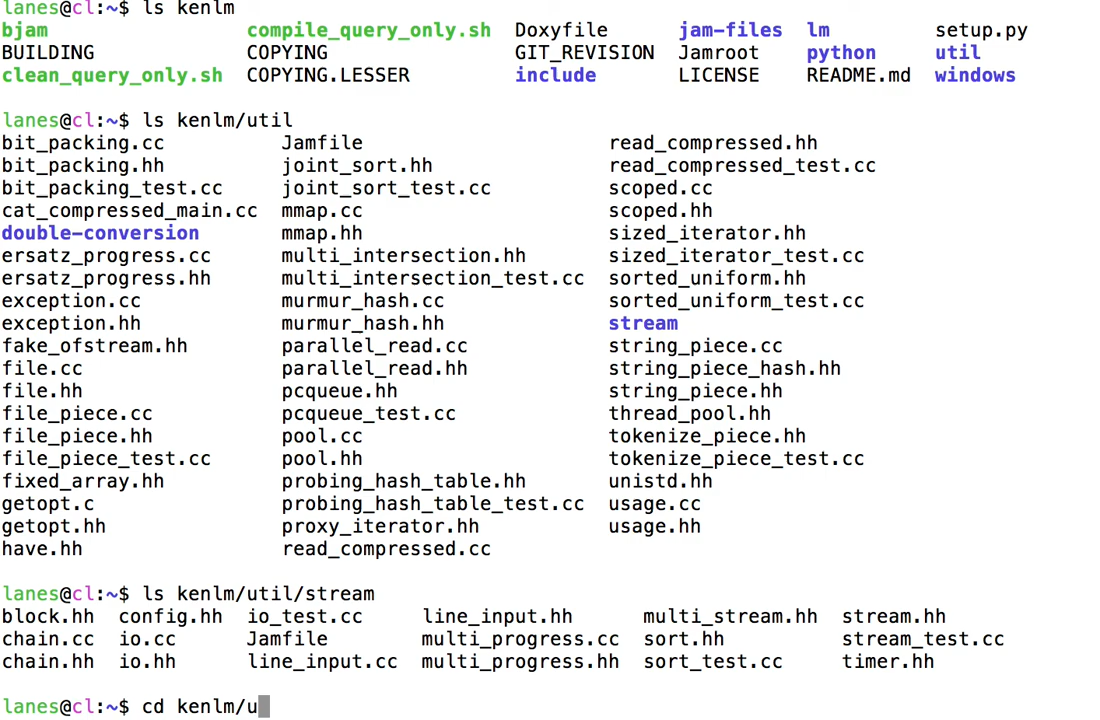 lanes@cl:~$ ls kenlm
bjam compile_query_only.sh Doxyfile jam-files lm setup.py
BUILDING COPYING GIT_REVISION Jamroot python util
clean_query_only.sh COPYING.LESSER include LICENSE README.md windows
lanes@cl:~$ ls kenlm/util
bit_packing.cc Jamfile read_compressed.hh
bit_packing.hh joint_sort.hh read_compressed_test.cc
bit_packing_test.cc joint_sort_test.cc scoped.cc
cat_compressed_main.cc mmap.cc scoped.hh
double-conversion mmap.hh sized_iterator.hh
ersatz_progress.cc multi_intersection.hh sized_iterator_test.cc
ersatz_progress.hh multi_intersection_test.cc sorted_uniform.hh
exception.cc murmur_hash.cc sorted_uniform_test.cc
exception.hh murmur_hash.hh stream
fake_ofstream.hh parallel_read.cc string_piece.cc
file.cc parallel_read.hh string_piece_hash.hh
file.hh pcqueue.hh string_piece.hh
file_piece.cc pcqueue_test.cc thread_pool.hh
file_piece.hh pool.cc tokenize_piece.hh
file_piece_test.cc pool.hh tokenize_piece_test.cc
fixed_array.hh probing_hash_table.hh unistd.hh
getopt.c probing_hash_table_test.cc usage.cc
getopt.hh proxy_iterator.hh usage.hh
have.hh read_compressed.cc
lanes@cl:~$ ls kenlm/util/stream
block.hh config.hh io_test.cc line_input.hh multi_stream.hh stream.hh
chain.cc io.cc Jamfile multi_progress.cc sort.hh stream_test.cc
chain.hh io.hh line_input.cc multi_progress.hh sort_test.cc timer.hh
lanes@cl:~$ cd kenlm/u